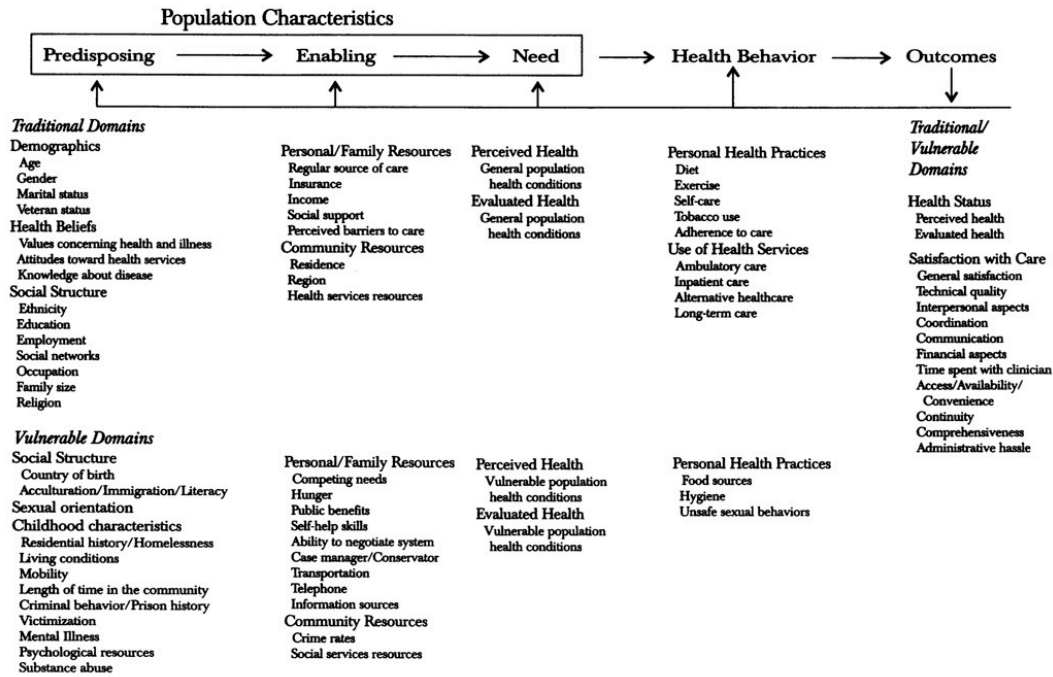 Population Characteristics
Predisposing
Enabling
Need
Health Behavior
Outcomes
Traditional Domains
Demographics
Age
Gender
Marital status
Veteran status
Health Beliefs
Values concerning health and illness
Attitudes toward health services
Knowledge about disease
Social Structure
Ethnicity
Education
Employment
Social networks
Occupation
Family size
Religion
Personal/Family Resources
Regular source of care
Insurance
Income
Social support
Perceived barriers to care
Community Resources
Residence
Region
Health services resources
Perceived Health
General population
health conditions
Evaluated Health
General population
health conditions
Personal Health Practices
Diet
Exercise
Self-care
Tobacco use
Adherence to care
Use of Health Services
Ambulatory care
Inpatient care
Alternative healthcare
Long-term care
Traditional/
Vulnerable
Domains
Health Status
Perceived health
Evaluated health
Satisfaction with Care
General satisfaction
Technical quality
Interpersonal aspects
Coordination
Communication
Financial aspects
Time spent with clinician
Access/Availability/
Convenience
Continuity
Comprehensiveness
Administrative hassle
Vulnerable Domains
Social Structure
Country of birth
Acculturation/Immigration/Literacy
Sexual orientation
Childhood characteristics
Residential history/Homelessness
Living conditions
Mobility
Length of time in the community
Criminal behavior/Prison history
Victimization
Mental Illness
Psychological resources
Substance abuse
Personal/Family Resources
Competing needs
Hunger
Public benefits
Self-help skills
Ability to negotiate system
Case manager/Conservator
Transportation
Telephone
Information sources
Community Resources
Crime rates
Social services resources
Perceived Health
Vulnerable population
health conditions
Evaluated Health
Vulnerable population
health conditions
Personal Health Practices
Food sources
Hygiene
Unsafe sexual behaviors